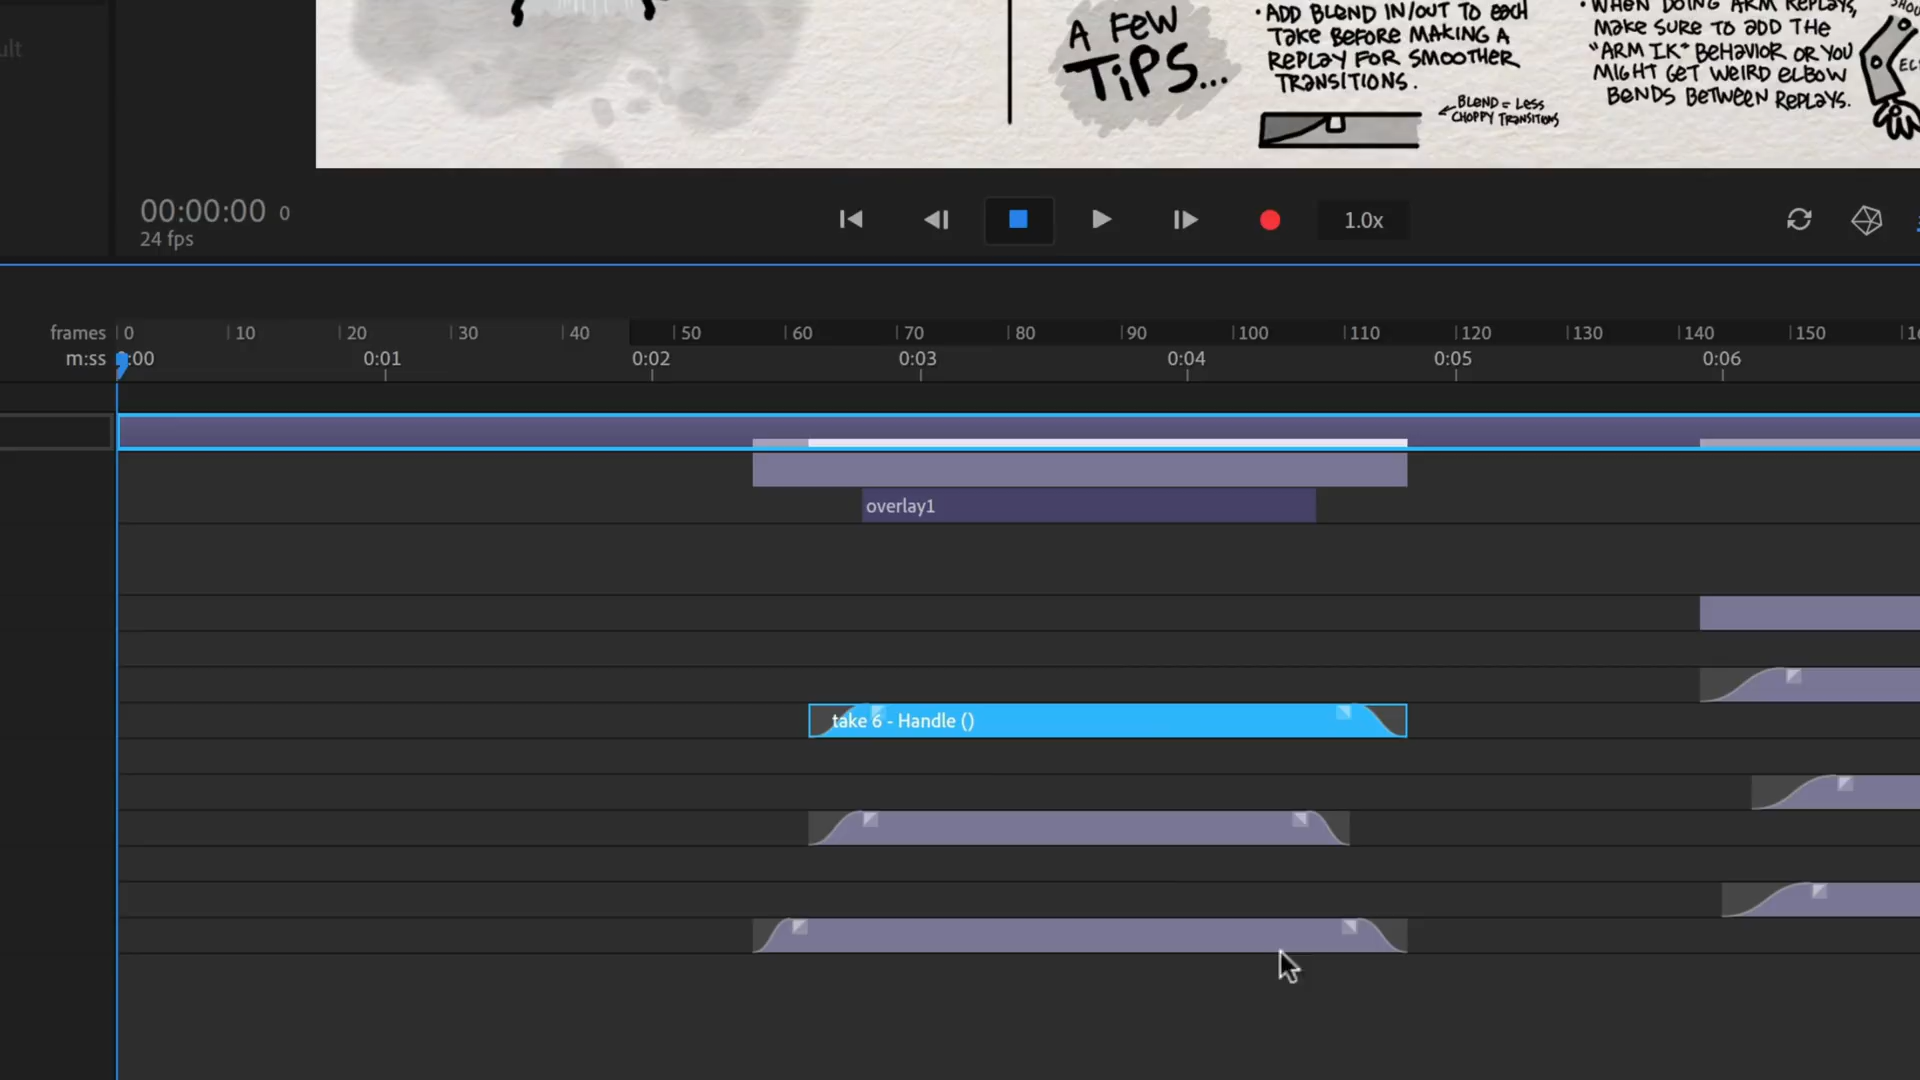 ult
A FEW
TIPS...
• ADD BLEND IN/OUT TO EACH
TAKE BEFORE MAKING A
REPLAY FOR SMOOTHER
TRANSITIONS.
BLEND = LESS
CHOPPY TRANSITIONS
• WHEN DOING ARM REPLAYS,
MAKE SURE TO ADD THE
"ARM IK" BEHAVIOR OR YOU
MIGHT GET WEIRD ELBOW
BENDS BETWEEN REPLAYS.
00:00:00 0
24 fps
1.0x
frames 0 10 20 30 40 50 60 70 80 90 100 110 120 130 140 150
m:ss :00 0:01 0:02 0:03 0:04 0:05 0:06
overlay1
take 6 - Handle ()